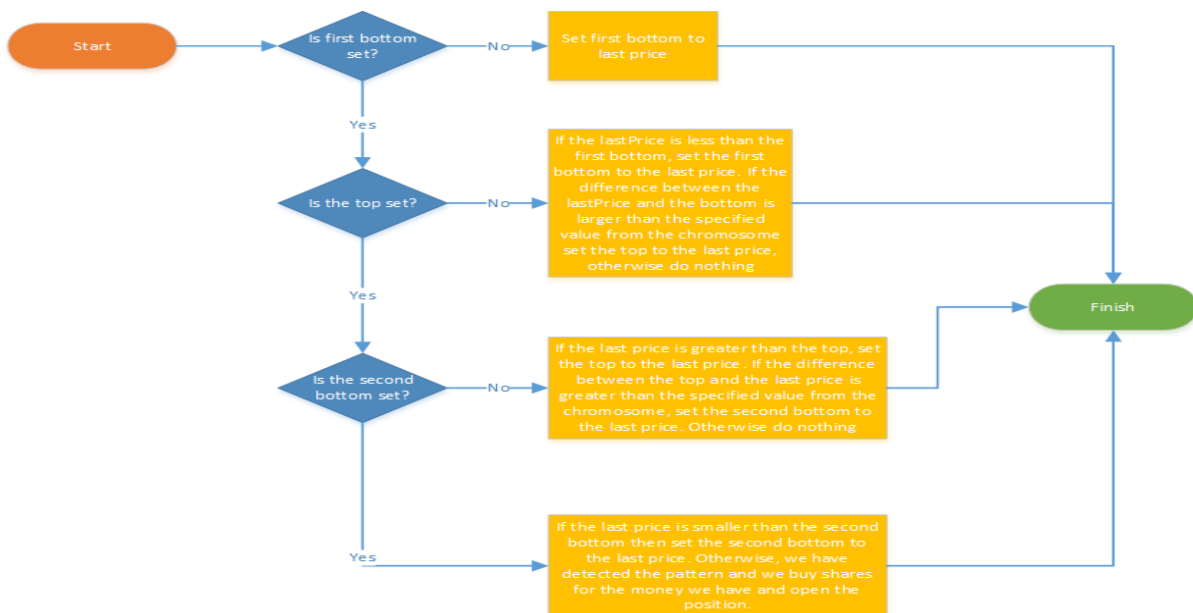 Start
Is first bottom
set?
No
Set first bottom to
last price
Yes
Is the top set?
No
If the lastPrice is less than the
first bottom, set the first
bottom to the last price. If the
difference between the
lastPrice and the bottom is
larger than the specified
value from the chromosome
set the top to the last price,
otherwise do nothing
Yes
Finish
Is the second
bottom set?
No
If the last price is greater than the top, set
the top to the last price. If the difference
between the top and the last price is
greater than the specified value from the
chromosome, set the second bottom to
the last price. Otherwise do nothing
Yes
If the last price is smaller than the second
bottom then set the second bottom to
the last price. Otherwise, we have
detected the pattern and we buy shares
for the money we have and open the
position.